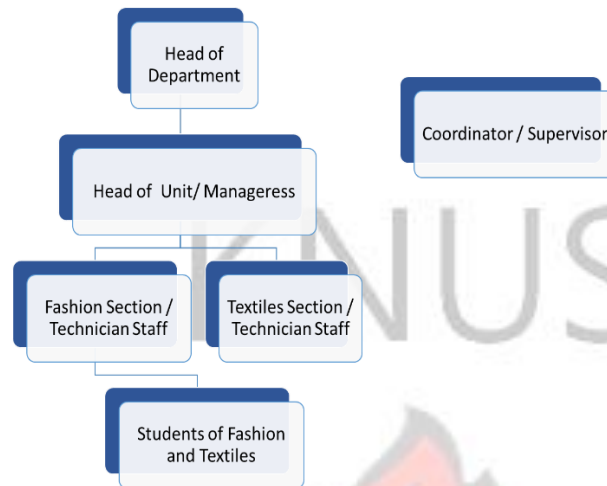 Head of
Department
Coordinator / Supervisor
Head of Unit/ Manageress
KNUS
Fashion Section /
Technician Staff
Textiles Section /
Technician Staff
Students of Fashion
and Textiles